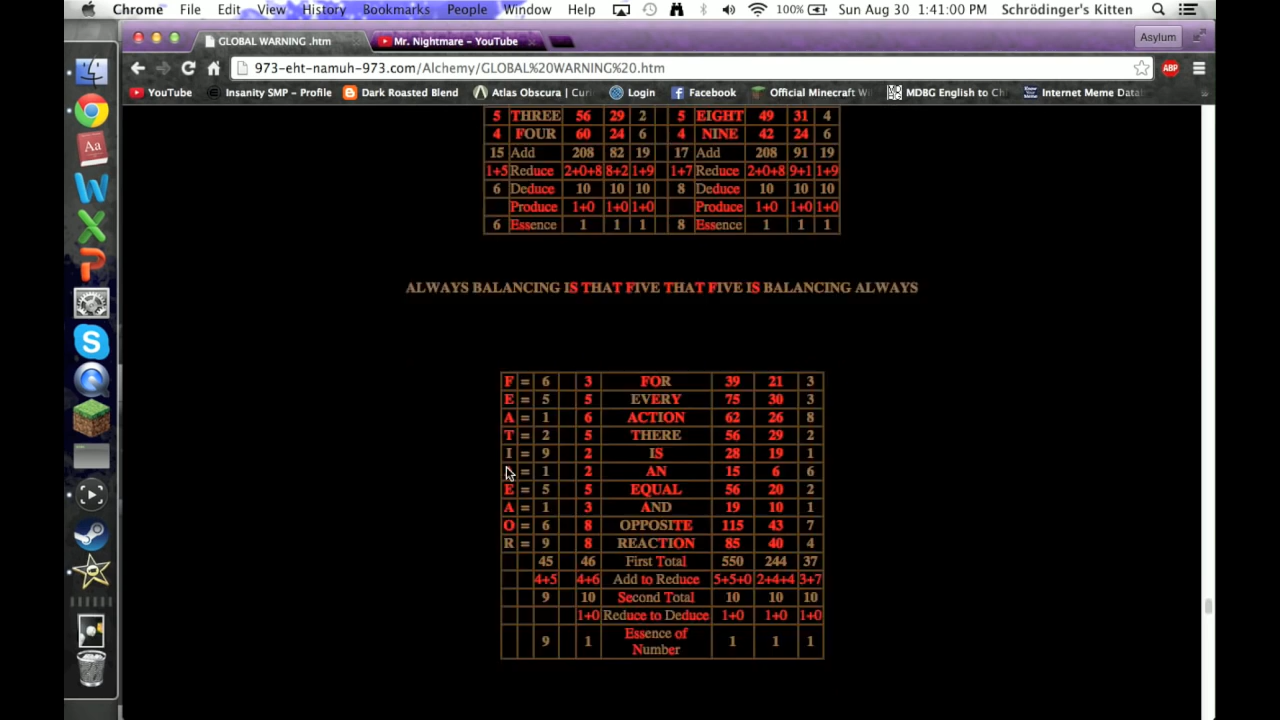 Chrome File Edit View History Bookmarks People Window Help 100% Sun Aug 30 1:41:00 PM Schrödinger's Kitten
GLOBAL WARNING .htm Mr. Nightmare – YouTube Asylum
973-eht-namuh-973.com/Alchemy/GLOBAL%20WARNING%20.htm ABP
YouTube Insanity SMP – Profile Dark Roasted Blend Atlas Obscura | Cur Login Facebook Official Minecraft W MDBG English to Ch Internet Meme Data
5 THREE 56 29 2 5 EIGHT 49 31 4
4 FOUR 60 24 6 4 NINE 42 24 6
15 Add 208 82 19 17 Add 208 91 19
1+5 Reduce 2+0+8 8+2 1+9 1+7 Reduce 2+0+8 9+1 1+9
6 Deduce 10 10 10 8 Deduce 10 10 10
Produce 1+0 1+0 1+0 Produce 1+0 1+0 1+0
6 Essence 1 1 1 8 Essence 1 1 1
ALWAYS BALANCING IS THAT FIVE THAT FIVE IS BALANCING ALWAYS
F = 6 3 FOR 39 21 3
E = 5 5 EVERY 75 30 3
A = 1 6 ACTION 62 26 8
T = 2 5 THERE 56 29 2
I = 9 2 IS 28 19 1
= 1 2 AN 15 6 6
E = 5 5 EQUAL 56 20 2
A = 1 3 AND 19 10 1
O = 6 8 OPPOSITE 115 43 7
R = 9 8 REACTION 85 40 4
45 46 First Total 550 244 37
4+5 4+6 Add to Reduce 5+5+0 2+4+4 3+7
9 10 Second Total 10 10 10
1+0 Reduce to Deduce 1+0 1+0 1+0
9 1 Essence of Number 1 1 1